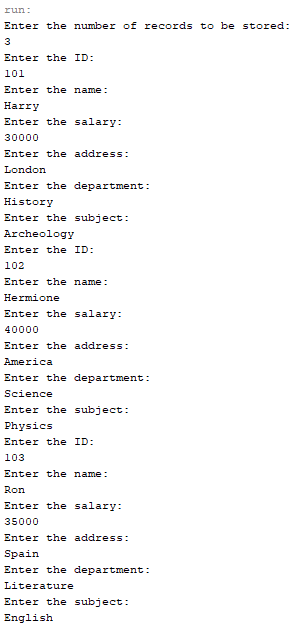 run:
Enter the number of records to be stored:
3
Enter the ID:
101
Enter the name:
Harry
Enter the salary:
30000
Enter the address:
London
Enter the department:
History
Enter the subject:
Archeology
Enter the ID:
102
Enter the name:
Hermione
Enter the salary:
40000
Enter the address:
America
Enter the department:
Science
Enter the subject:
Physics
Enter the ID:
103
Enter the name:
Ron
Enter the salary:
35000
Enter the address:
Spain
Enter the department:
Literature
Enter the subject:
English